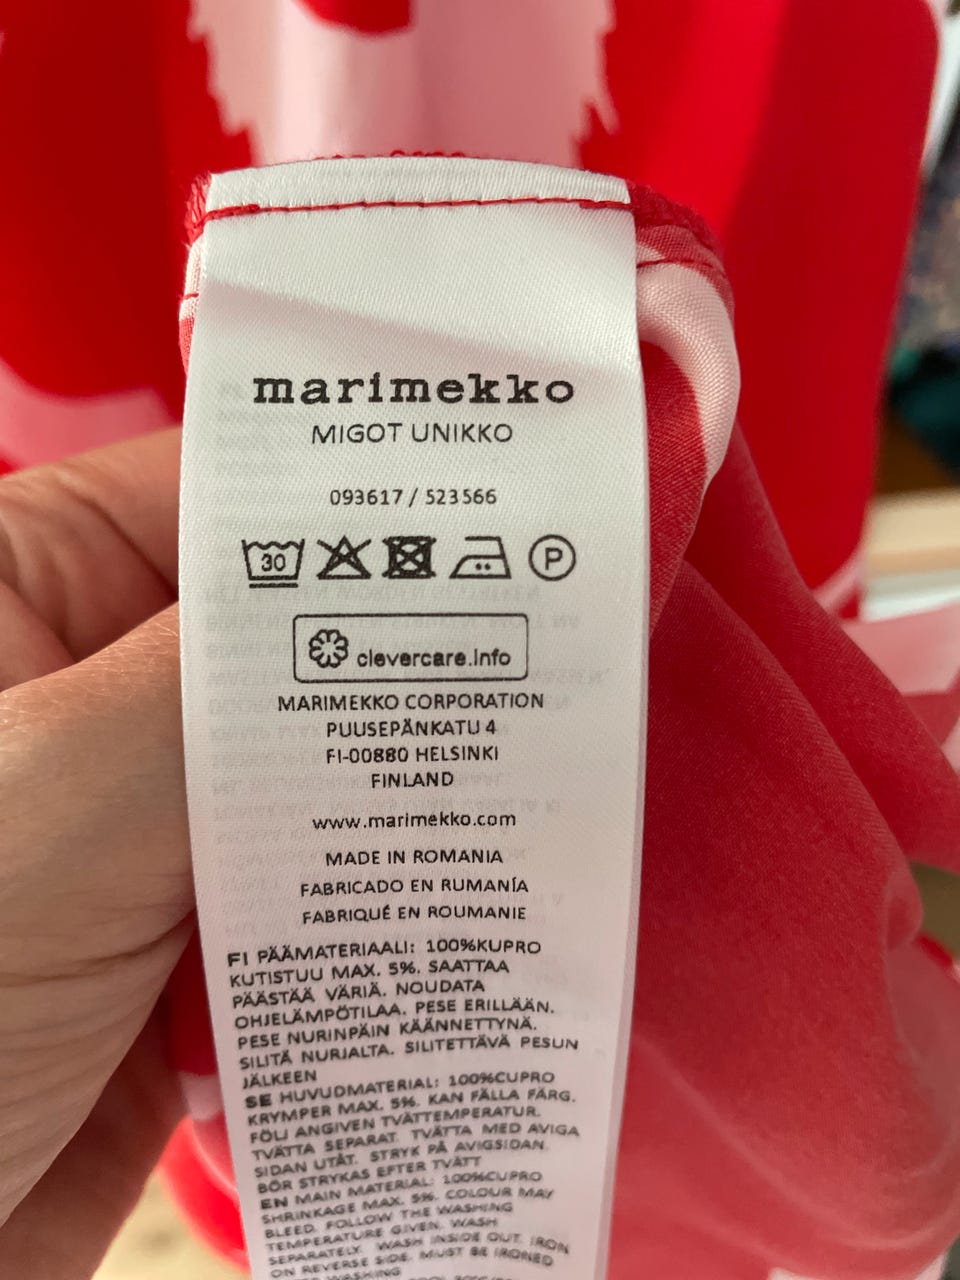 marimekko
MIGOT UNIKKO
093617 / 523566
30
P
clevercare.info
MARIMEKKO CORPORATION
PUUSEPÄNKATU 4
FI-00880 HELSINKI
FINLAND
www.marimekko.com
MADE IN ROMANIA
FABRICADO EN RUMANÍA
FABRIQUÉ EN ROUMANIE
FI PÄÄMATERIAALI: 100%KUPRO
KUTISTUU MAX. 5%. SAATTAA
PÄÄSTÄÄ VÄRIÄ. NOUDATA
OHJELÄMPÖTILAA. PESE ERILLÄÄN.
PESE NURINPÄIN KÄÄNNETTYNÄ.
SILITÄ NURJALTA. SILITETTÄVÄ PESUN
JÄLKEEN
SE HUVUDMATERIAL: 100%CUPRO
KRYMPER MAX. 5%. KAN FÄLLA FÄRG.
FÖLJ ANGIVEN TVÄTTEMPERATUR.
TVÄTTA SEPARAT. TVÄTTA MED AVIGA
SIDAN UTÅT. STRYK PÅ AVIGSIDAN.
BÖR STRYKAS EFTER TVÄTT
EN MAIN MATERIAL: 100%CUPRO
SHRINKAGE MAX. 5%. COLOUR MAY
BLEED. FOLLOW THE WASHING
TEMPERATURE GIVEN. WASH
SEPARATELY. WASH INSIDE OUT. IRON
ON REVERSE SIDE. MUST BE IRONED
WASHING